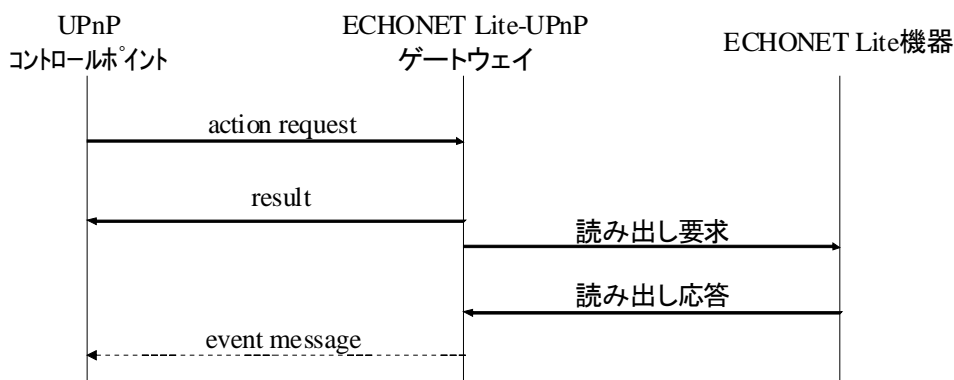 UPnP
コントロールポイント
ECHONET Lite-UPnP
ゲートウェイ
ECHONET Lite機器
action request
result
読み出し要求
読み出し応答
event message